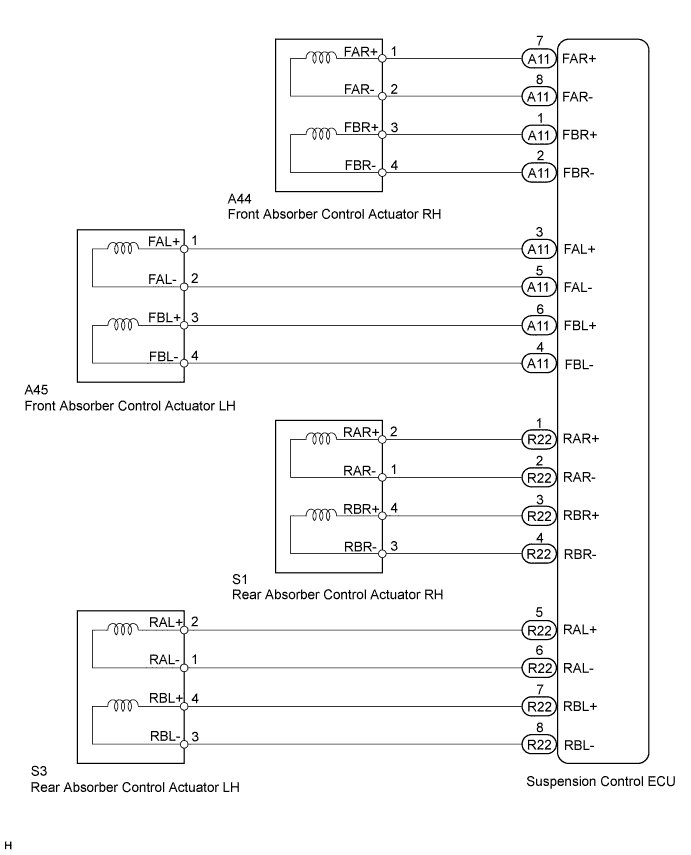 7
FAR+ 1 A11 FAR+
8
FAR- 2 A11 FAR-
1
FBR+ 3 A11 FBR+
2
FBR- 4 A11 FBR-
A44
Front Absorber Control Actuator RH
3
FAL+ 1 A11 FAL+
5
FAL- 2 A11 FAL-
6
FBL+ 3 A11 FBL+
4
FBL- 4 A11 FBL-
A45
Front Absorber Control Actuator LH
1
RAR+ 2 R22 RAR+
2
RAR- 1 R22 RAR-
3
RBR+ 4 R22 RBR+
4
RBR- 3 R22 RBR-
S1
Rear Absorber Control Actuator RH
5
RAL+ 2 R22 RAL+
6
RAL- 1 R22 RAL-
7
RBL+ 4 R22 RBL+
8
RBL- 3 R22 RBL-
S3
Rear Absorber Control Actuator LH
Suspension Control ECU
H